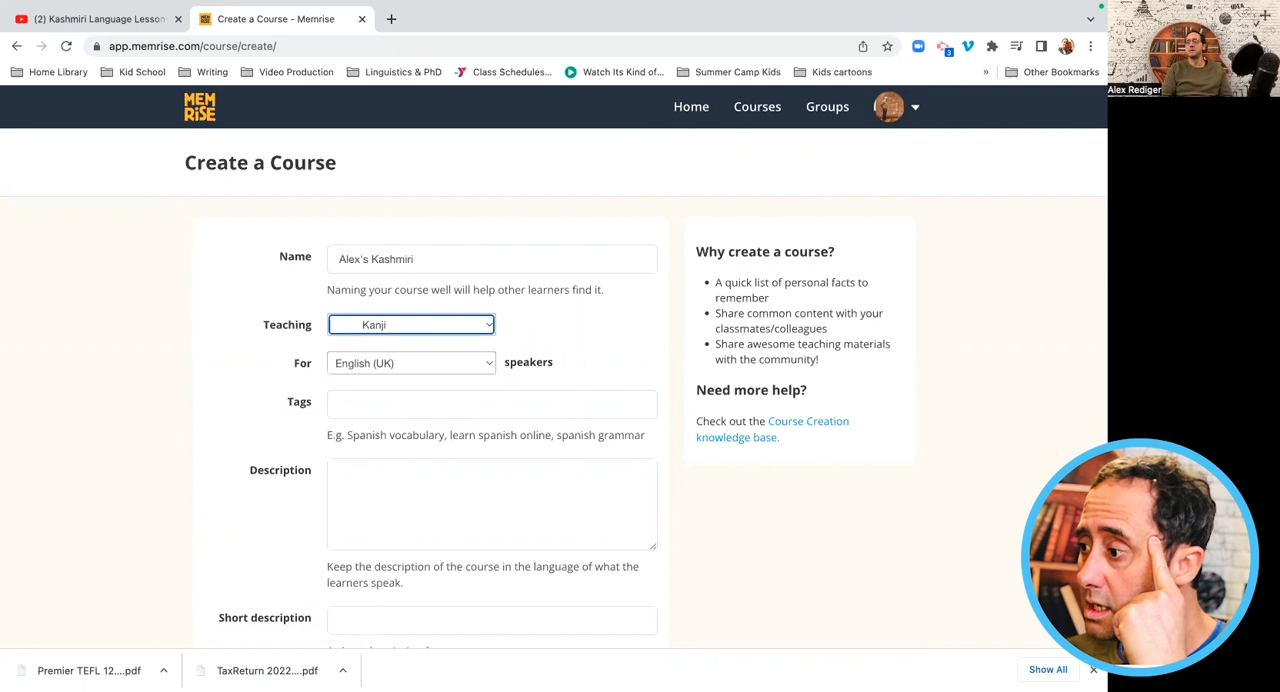 (2) Kashmiri Language Lesson
Create a Course - Memrise
app.memrise.com/course/create/
3
Home Library
Kid School
Writing
Video Production
Linguistics & PhD
Class Schedules...
Watch Its Kind of...
Summer Camp Kids
Kids cartoons
»
Other Bookmarks
Alex Rediger
MEM
RiSE
Home
Courses
Groups
Create a Course
Name
Alex's Kashmiri
Naming your course well will help other learners find it.
Teaching
Kanji
For
English (UK)
speakers
Tags
E.g. Spanish vocabulary, learn spanish online, spanish grammar
Description
Keep the description of the course in the language of what the
learners speak.
Short description
Why create a course?
• A quick list of personal facts to
remember
• Share common content with your
classmates/colleagues
• Share awesome teaching materials
with the community!
Need more help?
Check out the Course Creation
knowledge base.
Premier TEFL 12....pdf
TaxReturn 2022....pdf
Show All